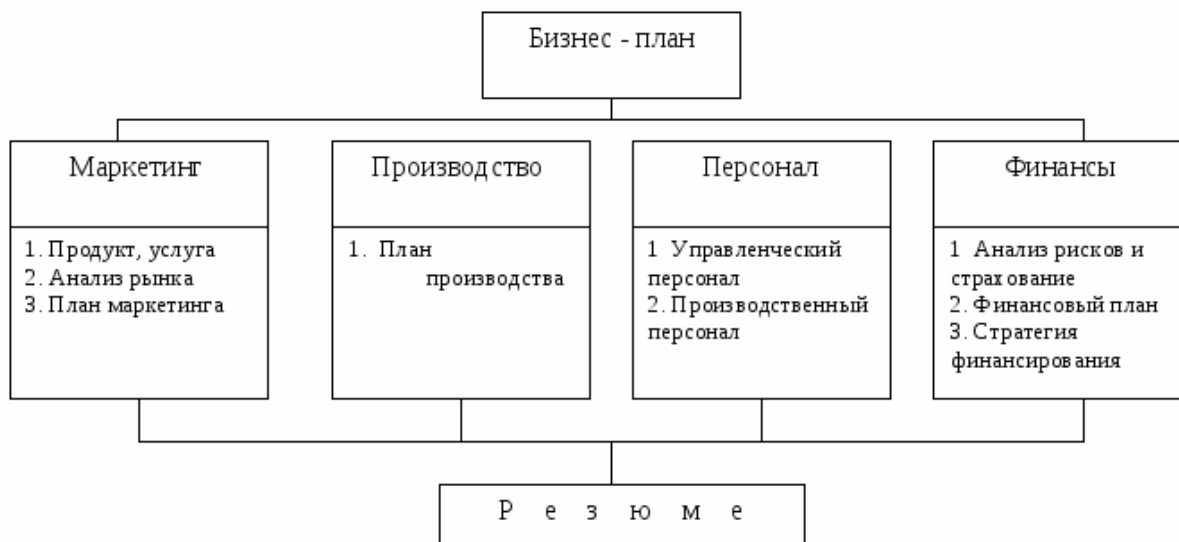 Бизнес - план
Маркетинг
1. Продукт, услуга
2. Анализ рынка
3. План маркетинга
Производство
1. План
производства
Персонал
1 Управленческий
персонал
2. Производственный
персонал
Финансы
1 Анализ рисков и
страхование
2. Финансовый план
3. Стратегия
финансирования
Р е з ю м е